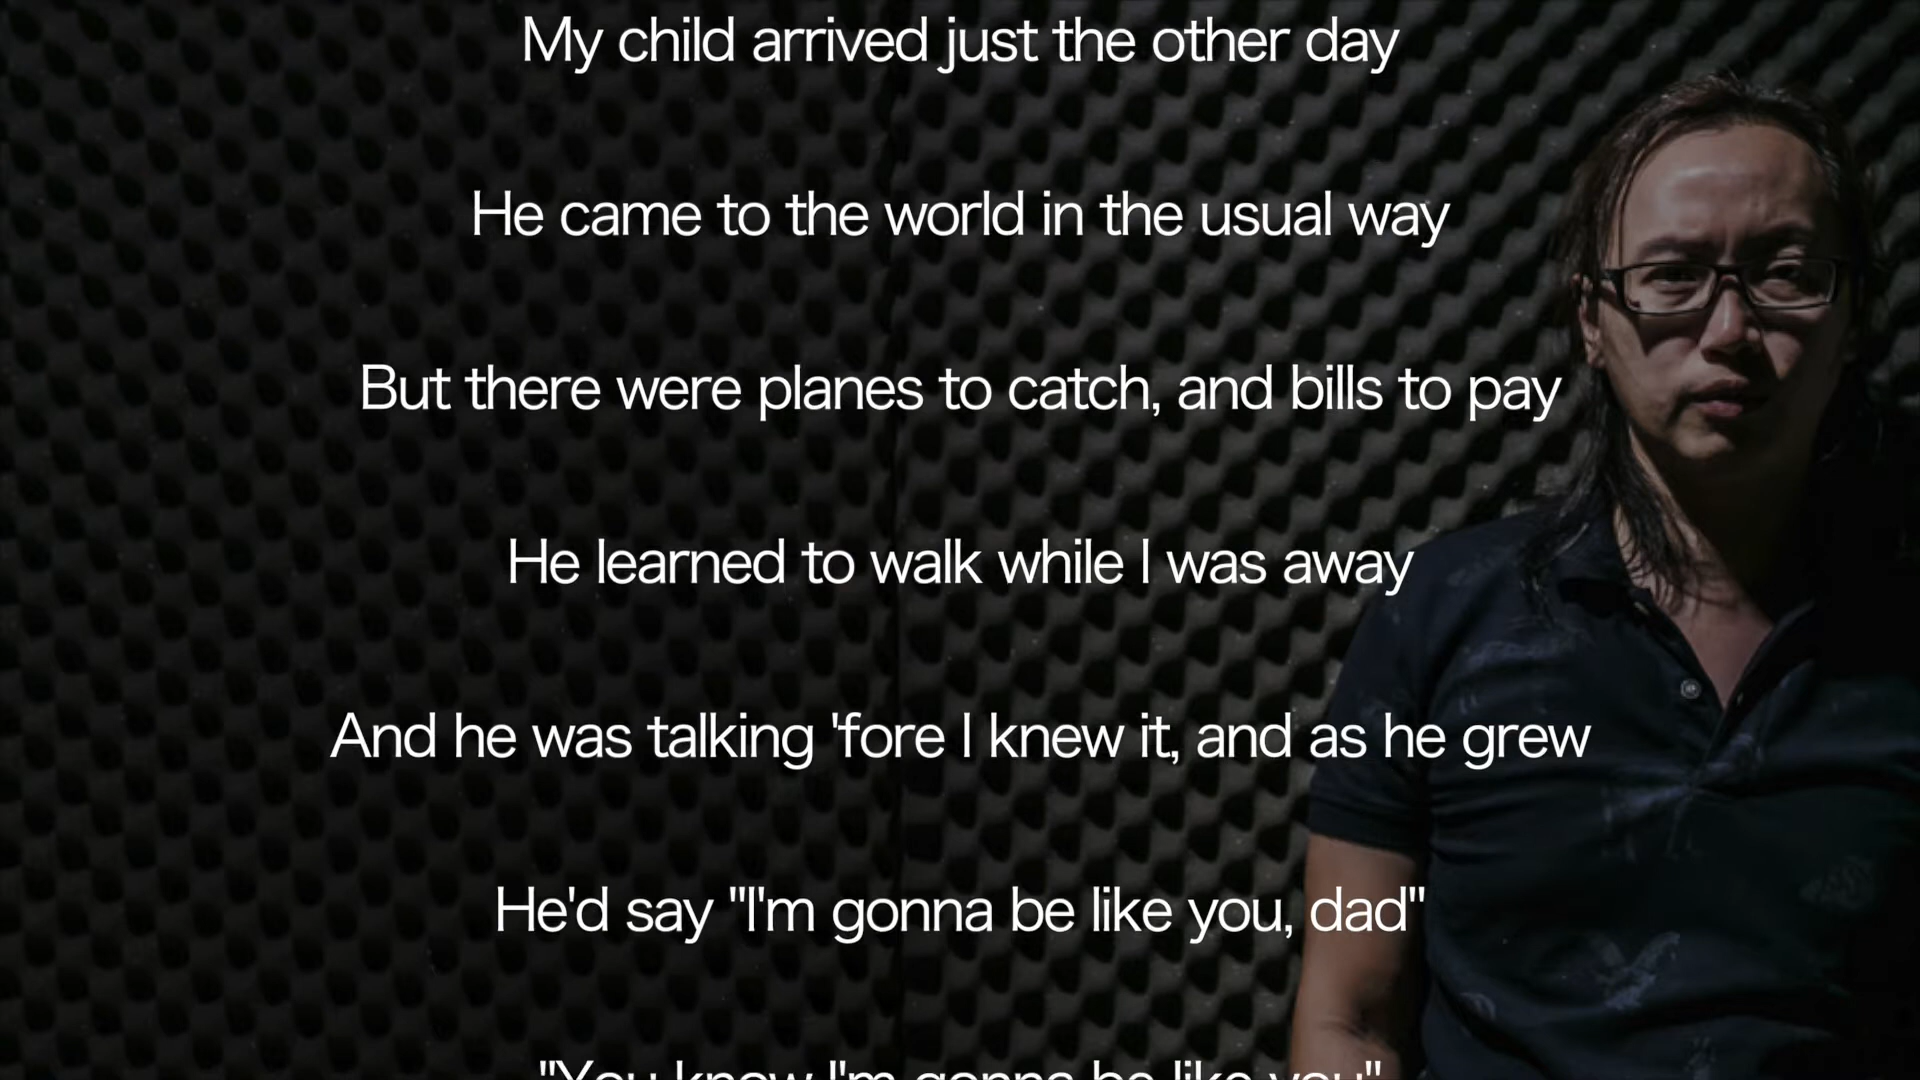 My child arrived just the other day
He came to the world in the usual way
But there were planes to catch, and bills to pay
He learned to walk while I was away
And he was talking 'fore I knew it, and as he grew
He'd say "I'm gonna be like you, dad"
"You know I'm gonna be like you"